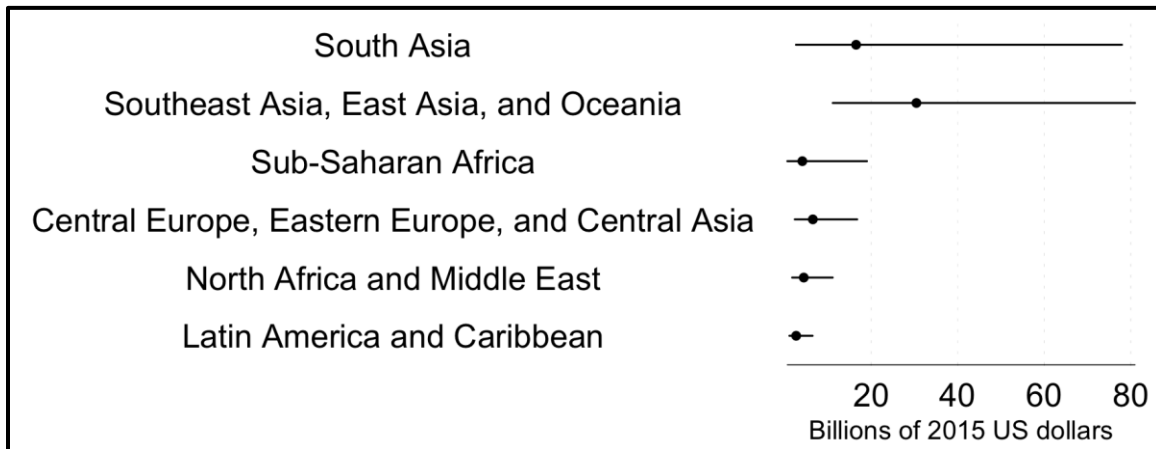 South Asia
Southeast Asia, East Asia, and Oceania
Sub-Saharan Africa
Central Europe, Eastern Europe, and Central Asia
North Africa and Middle East
Latin America and Caribbean
20 40 60 80
Billions of 2015 US dollars